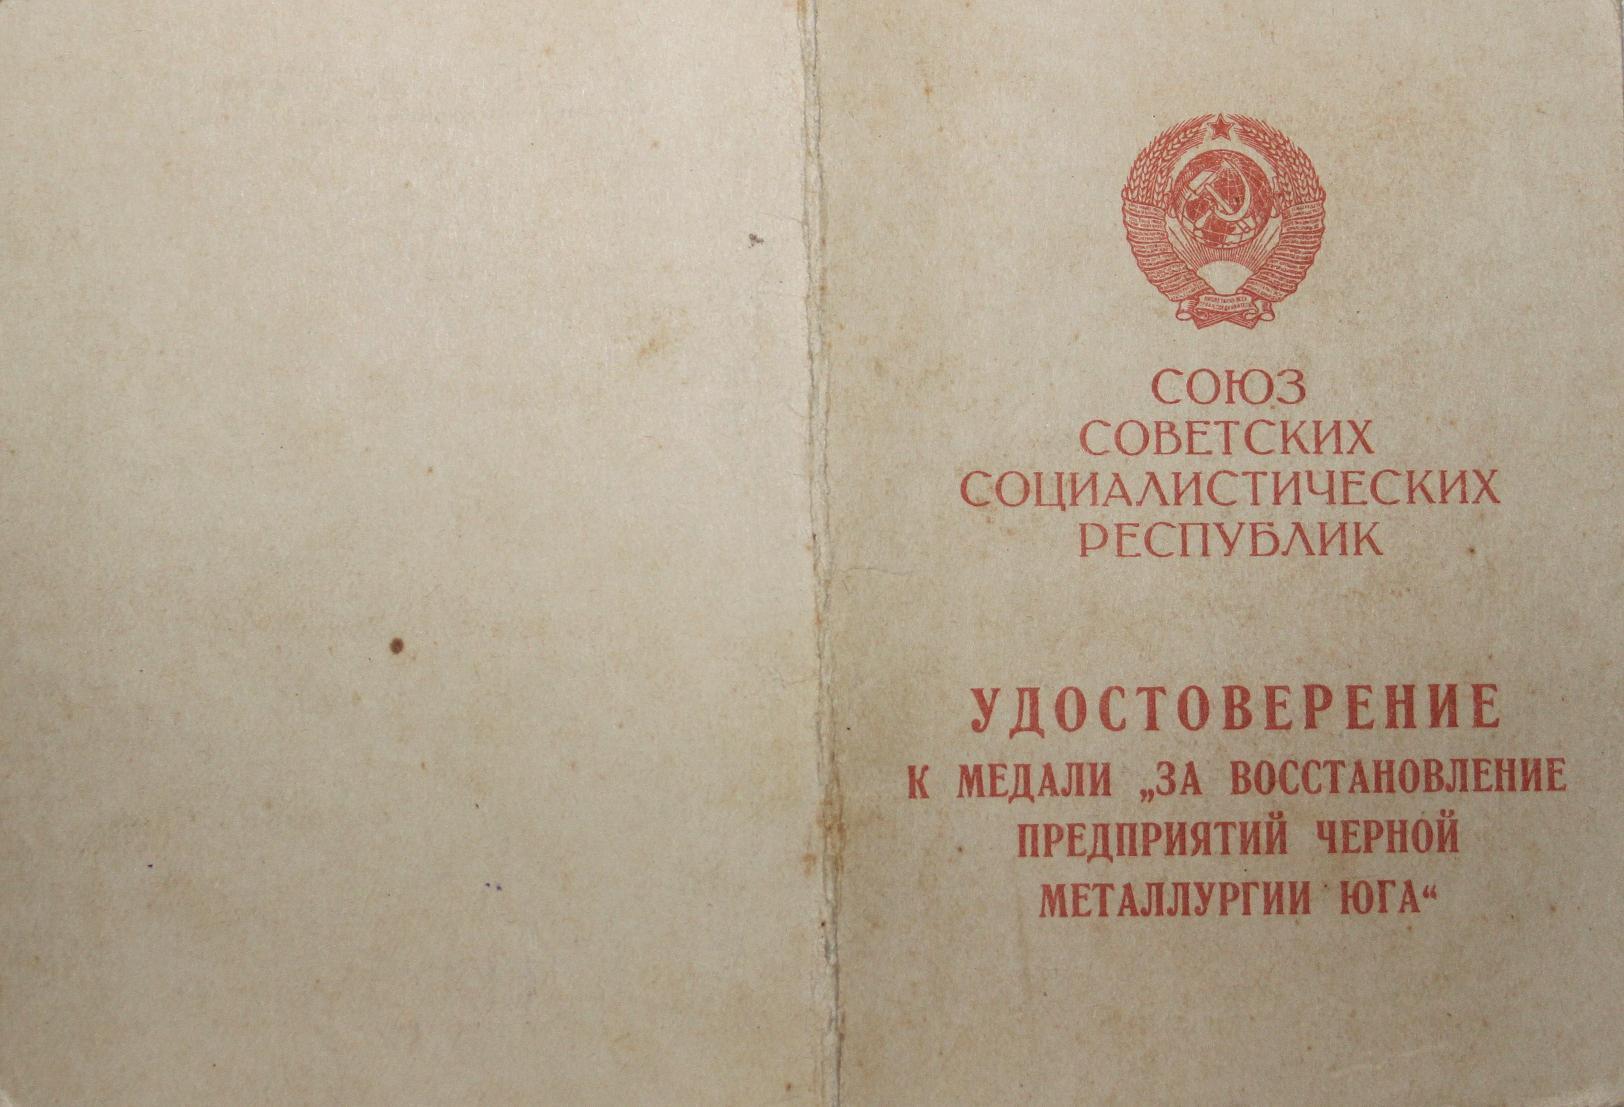 СОЮЗ
СОВЕТСКИХ
СОЦИАЛИСТИЧЕСКИХ
РЕСПУБЛИК
УДОСТОВЕРЕНИЕ
К МЕДАЛИ „ЗА ВОССТАНОВЛЕНИЕ
ПРЕДПРИЯТИЙ ЧЕРНОЙ
МЕТАЛЛУРГИИ ЮГА“